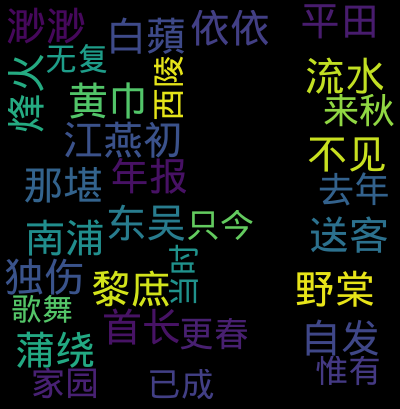 渺渺
白蘋
依依
平田
无复
烽火
黄巾
西陵
流水
来秋
江燕初
不见
那堪
年报
去年
南浦
东吴
只今
送客
独伤
黎庶
当时
野棠
歌舞
首长
更春
自发
蒲绕
惟有
家园
已成